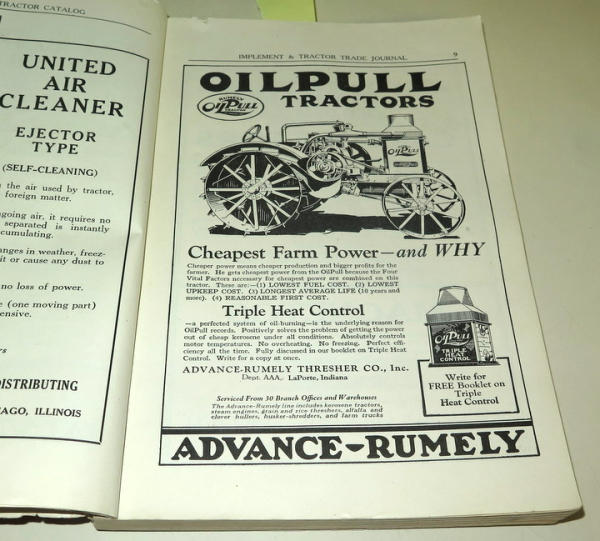 TRACTOR CATALOG
UNITED
AIR
CLEANER
EJECTOR
TYPE
(SELF-CLEANING)
the air used by tractor,
foreign matter.
going air, it requires no
separated is instantly
cumulating.
anges in weather, freez-
it or cause any dust to
no loss of power.
e (one moving part)
ensive.
ers
DISTRIBUTING
CAGO, ILLINOIS
IMPLEMENT & TRACTOR TRADE JOURNAL 9
OILPULL
TRACTORS
RUMELY
OILPULL
TRACTOR
OILPULL
Cheapest Farm Power—and WHY
Cheaper power means cheaper production and bigger profits for the
farmer. He gets cheapest power from the OilPull because the Four
Vital Factors necessary for cheapest power are combined on this
tractor. These are:—(1) LOWEST FUEL COST. (2) LOWEST
UPKEEP COST. (3) LONGEST AVERAGE LIFE (10 years and
more). (4) REASONABLE FIRST COST.
Triple Heat Control
—a perfected system of oil-burning—is the underlying reason for
OilPull records. Positively solves the problem of getting the power
out of cheap kerosene under all conditions. Absolutely controls
motor temperatures. No overheating. No freezing. Perfect effi-
ciency all the time. Fully discussed in our booklet on Triple Heat
Control. Write for a copy at once.
ADVANCE-RUMELY THRESHER CO., Inc.
Dept. AAA, LaPorte, Indiana
Serviced From 30 Branch Offices and Warehouses
The Advance-Rumely line includes kerosene tractors,
steam engines, grain and rice threshers, alfalfa and
clover hullers, husker-shredders, and farm trucks
OILPULL
TRIPLE
HEAT
CONTROL
Write for
FREE Booklet on
Triple
Heat Control
ADVANCE-RUMELY